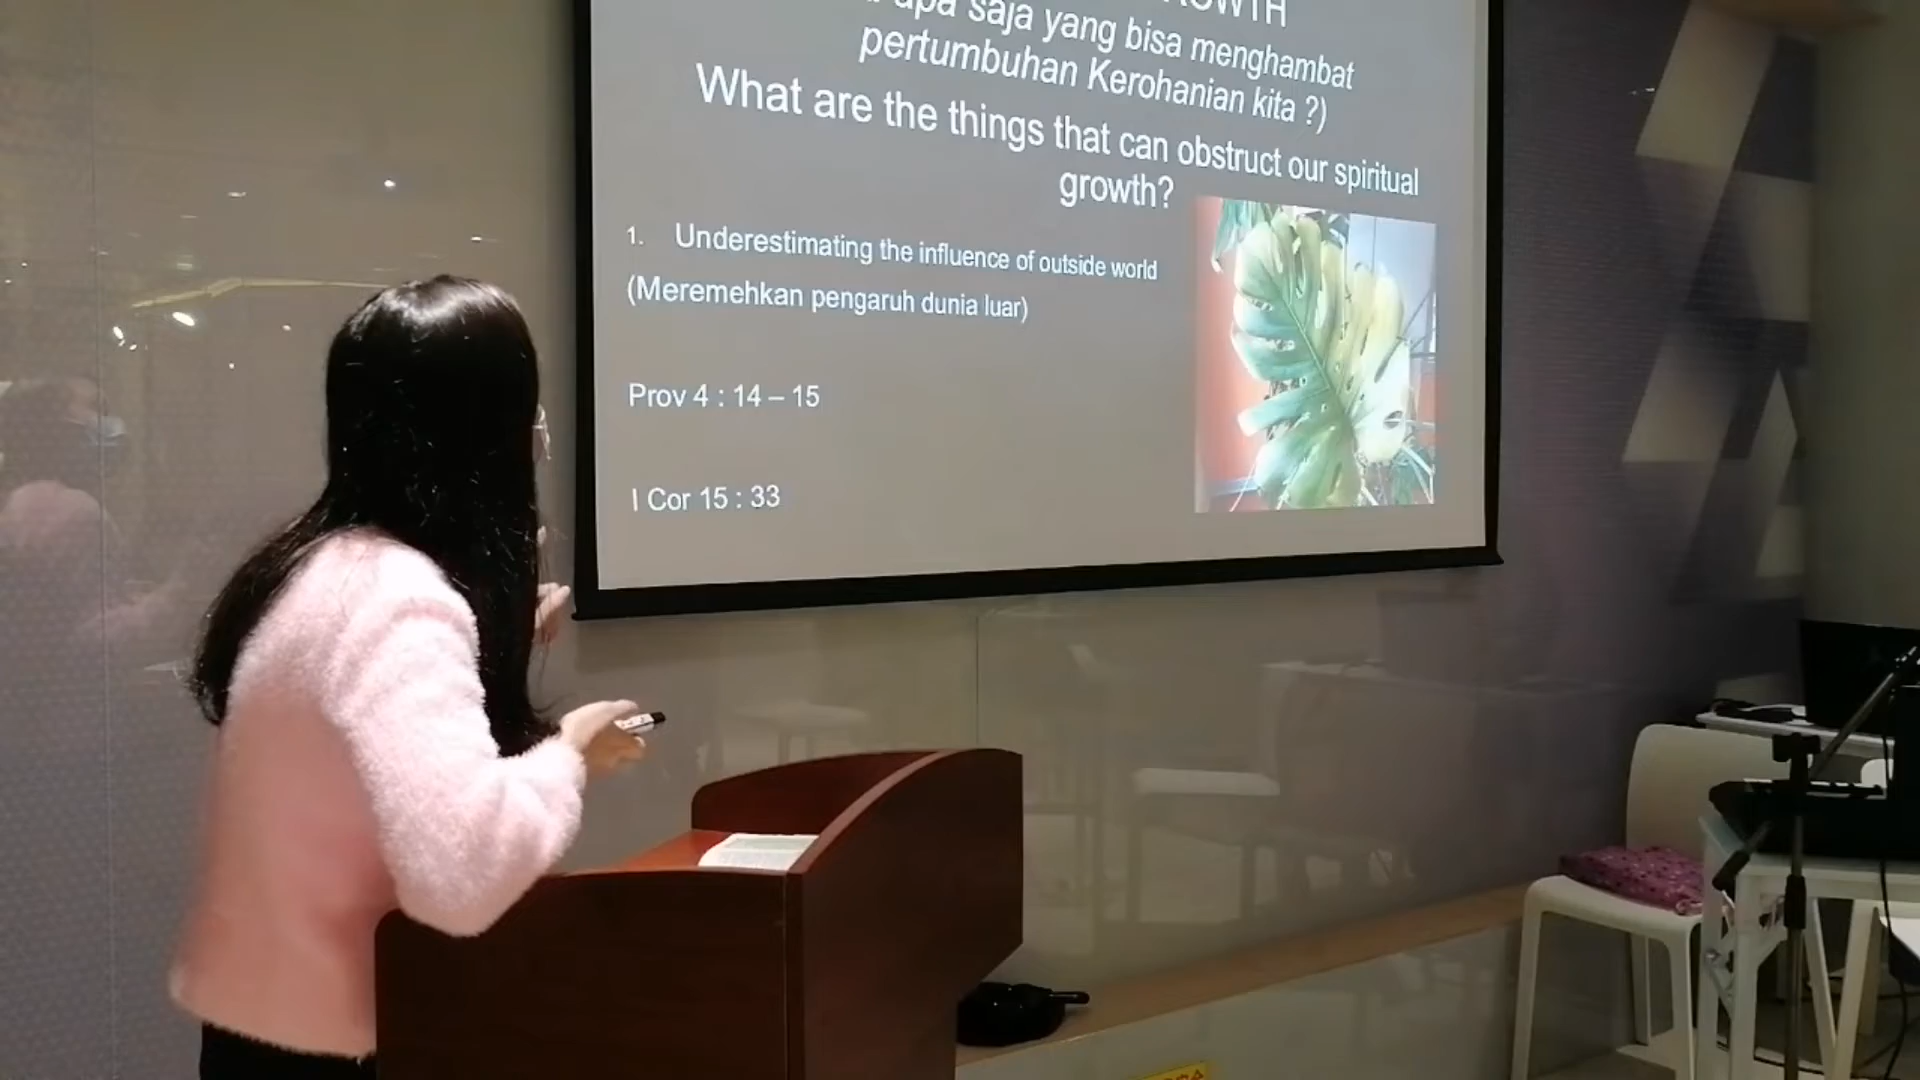 apa saja yang bisa menghambat
pertumbuhan Kerohanian kita ?)
What are the things that can obstruct our spiritual
growth?
1. Underestimating the influence of outside world
(Meremehkan pengaruh dunia luar)
Prov 4 : 14 – 15
I Cor 15 : 33